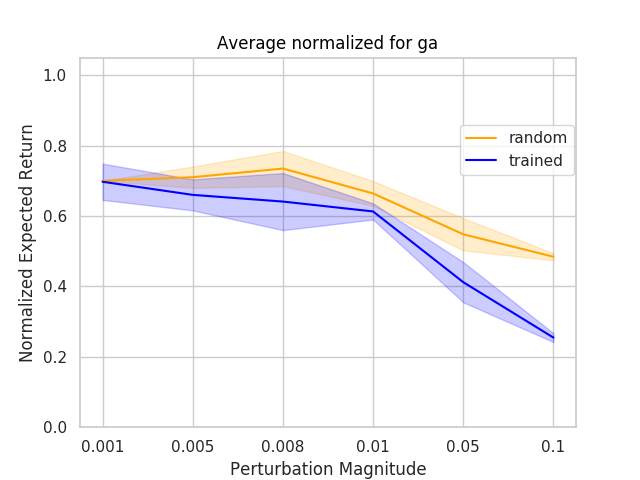 Average normalized for ga
1.0
0.8
0.6
0.4
0.2
0.0
Normalized Expected Return
random
trained
0.001 0.005 0.008 0.01 0.05 0.1
Perturbation Magnitude